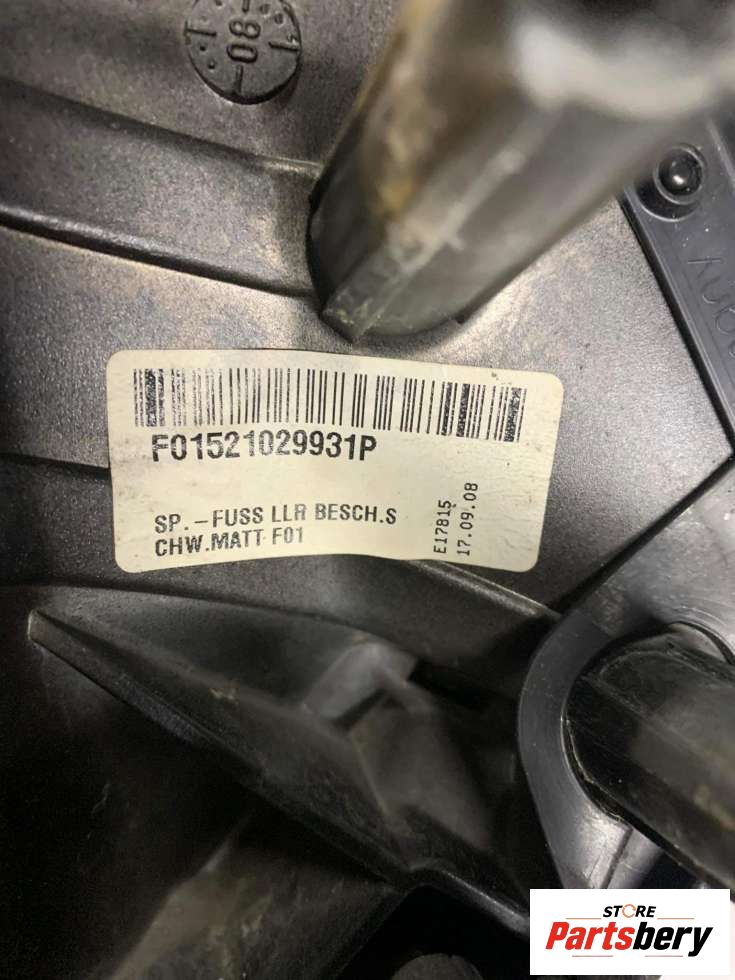 08
F01521029931P
SP.-FUSS LLR BESCH.S
CHW.MATT F01
E17815
17.09.08
STORE
Partsbery